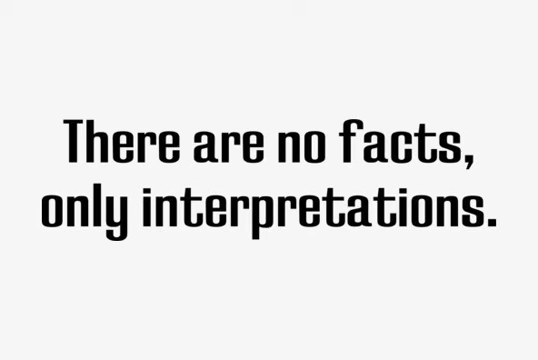 There are no facts,
only interpretations.